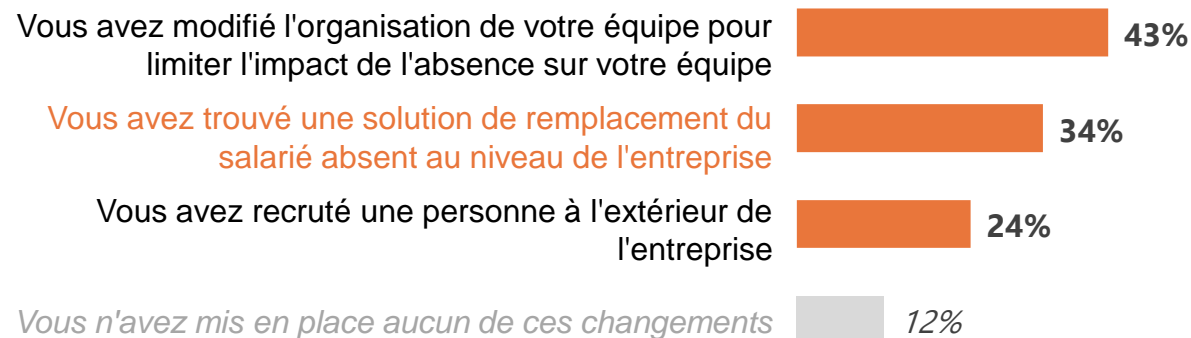 Vous avez modifié l'organisation de votre équipe pour
limiter l'impact de l'absence sur votre équipe
43%
Vous avez trouvé une solution de remplacement du
salarié absent au niveau de l'entreprise
34%
Vous avez recruté une personne à l'extérieur de
l'entreprise
24%
Vous n'avez mis en place aucun de ces changements
12%